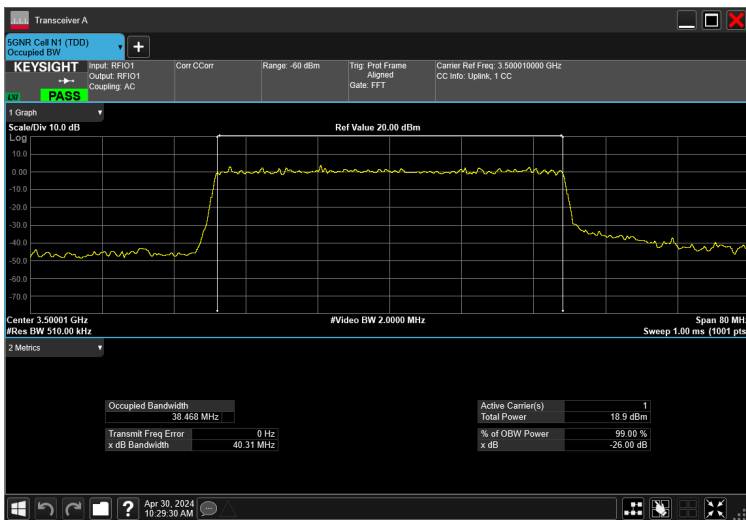 Transceiver A
5GNR Cell N1 (TDD)
Occupied BW
KEYSIGHT
Input: RFIO1
Output: RFIO1
Coupling: AC
Corr CCorr
Range: -60 dBm
Trig: Prot Frame
Aligned
Gate: FFT
Carrier Ref Freq: 3.500010000 GHz
CC Info: Uplink, 1 CC
LXI
PASS
1 Graph
Scale/Div 10.0 dB
Ref Value 20.00 dBm
Log
10.0
0.00
-10.0
-20.0
-30.0
-40.0
-50.0
-60.0
-70.0
Center 3.50001 GHz
#Video BW 2.0000 MHz
Span 80 MH
#Res BW 510.00 kHz
Sweep 1.00 ms (1001 pts
2 Metrics
Occupied Bandwidth
38.468 MHz
Transmit Freq Error 0 Hz
x dB Bandwidth 40.31 MHz
Active Carrier(s) 1
Total Power 18.9 dBm
% of OBW Power 99.00 %
x dB -26.00 dB
Apr 30, 2024
10:29:30 AM